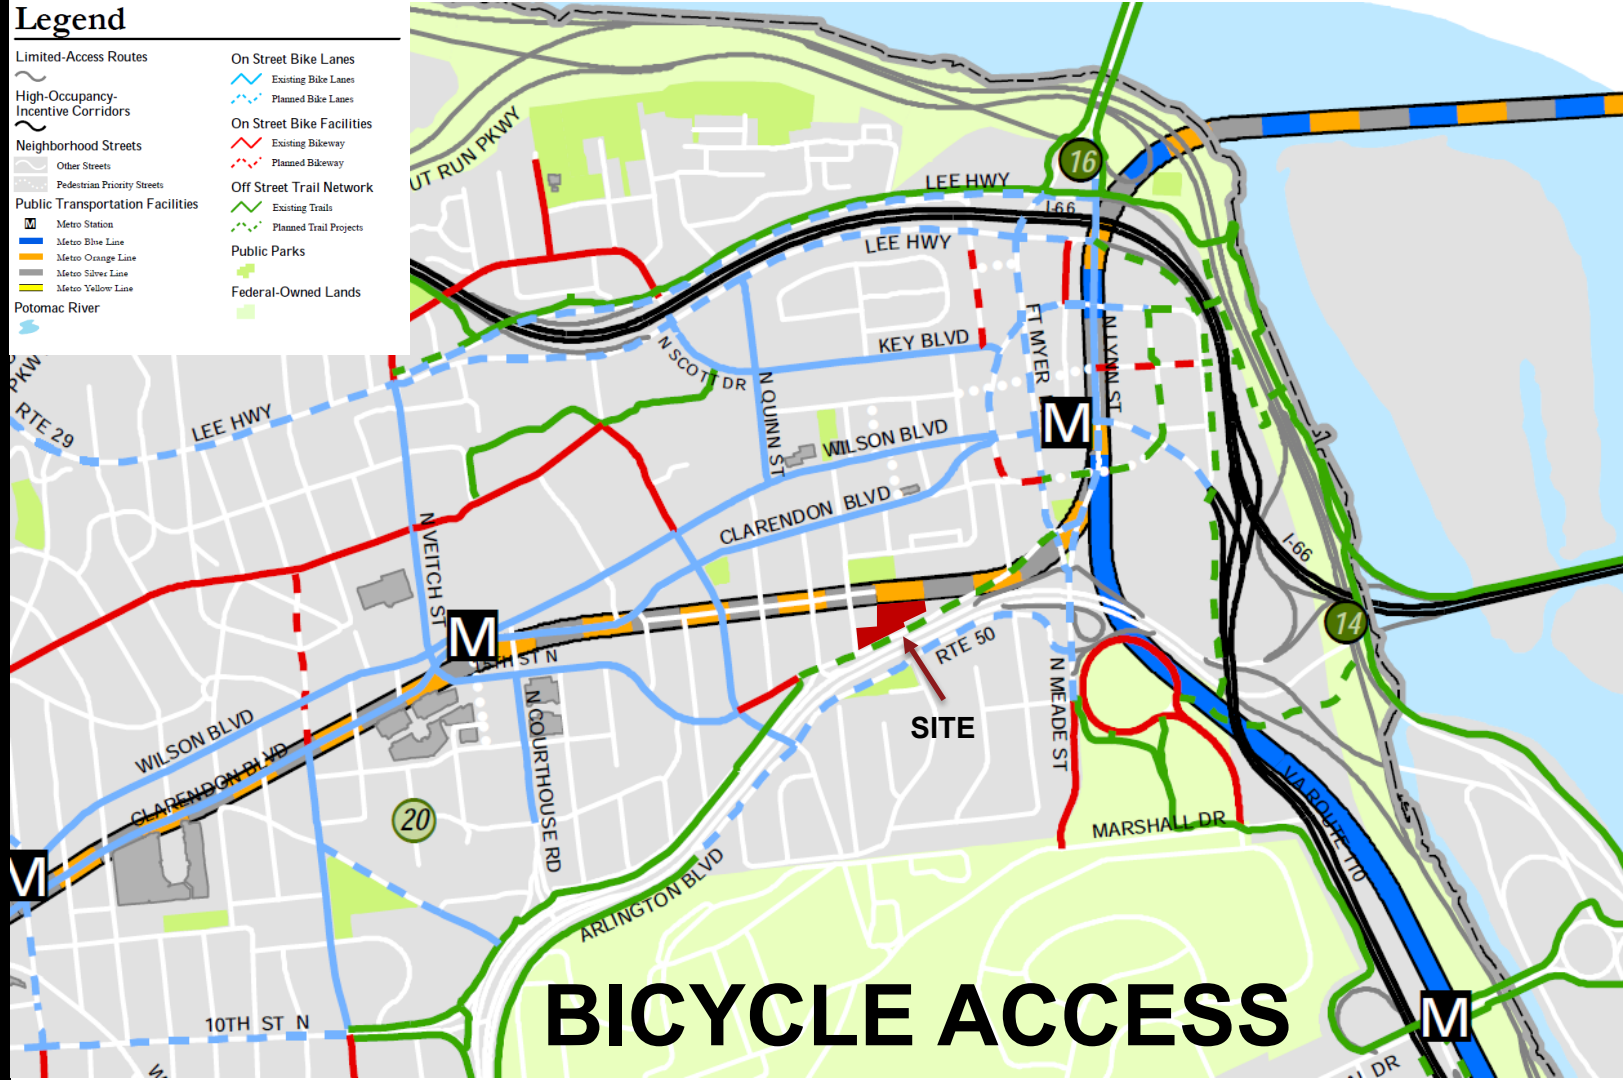 Legend
Limited-Access Routes
High-Occupancy-
Incentive Corridors
Neighborhood Streets
Other Streets
Pedestrian Priority Streets
Public Transportation Facilities
M Metro Station
Metro Blue Line
Metro Orange Line
Metro Silver Line
Metro Yellow Line
Potomac River
On Street Bike Lanes
Existing Bike Lanes
Planned Bike Lanes
On Street Bike Facilities
Existing Bikeway
Planned Bikeway
Off Street Trail Network
Existing Trails
Planned Trail Projects
Public Parks
Federal-Owned Lands
UT RUN PKWY
16
LEE HWY
I-66
LEE HWY
PKW
RTE 29
LEE HWY
N SCOTT DR
KEY BLVD
FT MYER
N LYNN ST
N QUINN ST
M
WILSON BLVD
CLARENDON BLVD
N VEITCH ST
I-66
M
15TH ST N
14
RTE 50
SITE
N MEADE ST
N COURTHOUSE RD
WILSON BLVD
CLARENDON BLVD
VA ROUTE 110
20
MARSHALL DR
M
ARLINGTON BLVD
BICYCLE ACCESS
M
10TH ST N
W
DR